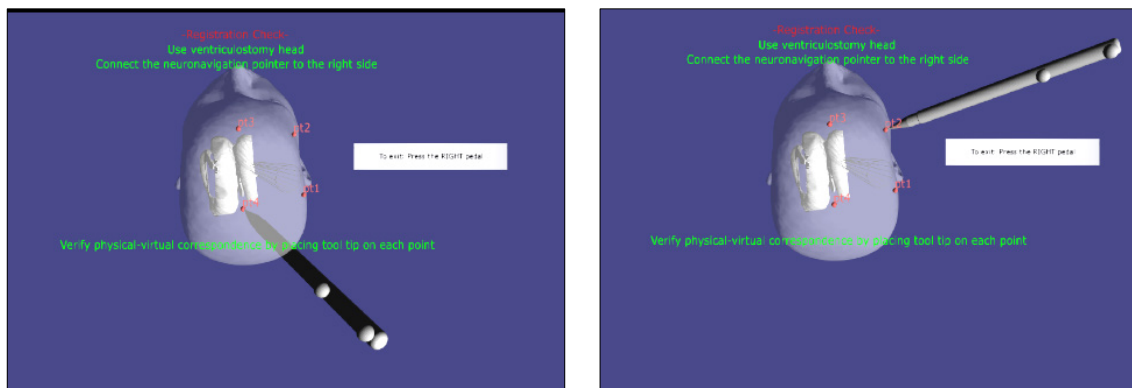 -Registration Check-
Use ventriculostomy head
Connect the neuronavigation pointer to the right side
pt3
pt2
To exit: Press the RIGHT pedal
pt1
pt4
Verify physical-virtual correspondence by placing tool tip on each point
-Registration Check-
Use ventriculostomy head
Connect the neuronavigation pointer to the right side
pt3
pt2
To exit: Press the RIGHT pedal
pt1
pt4
Verify physical-virtual correspondence by placing tool tip on each point